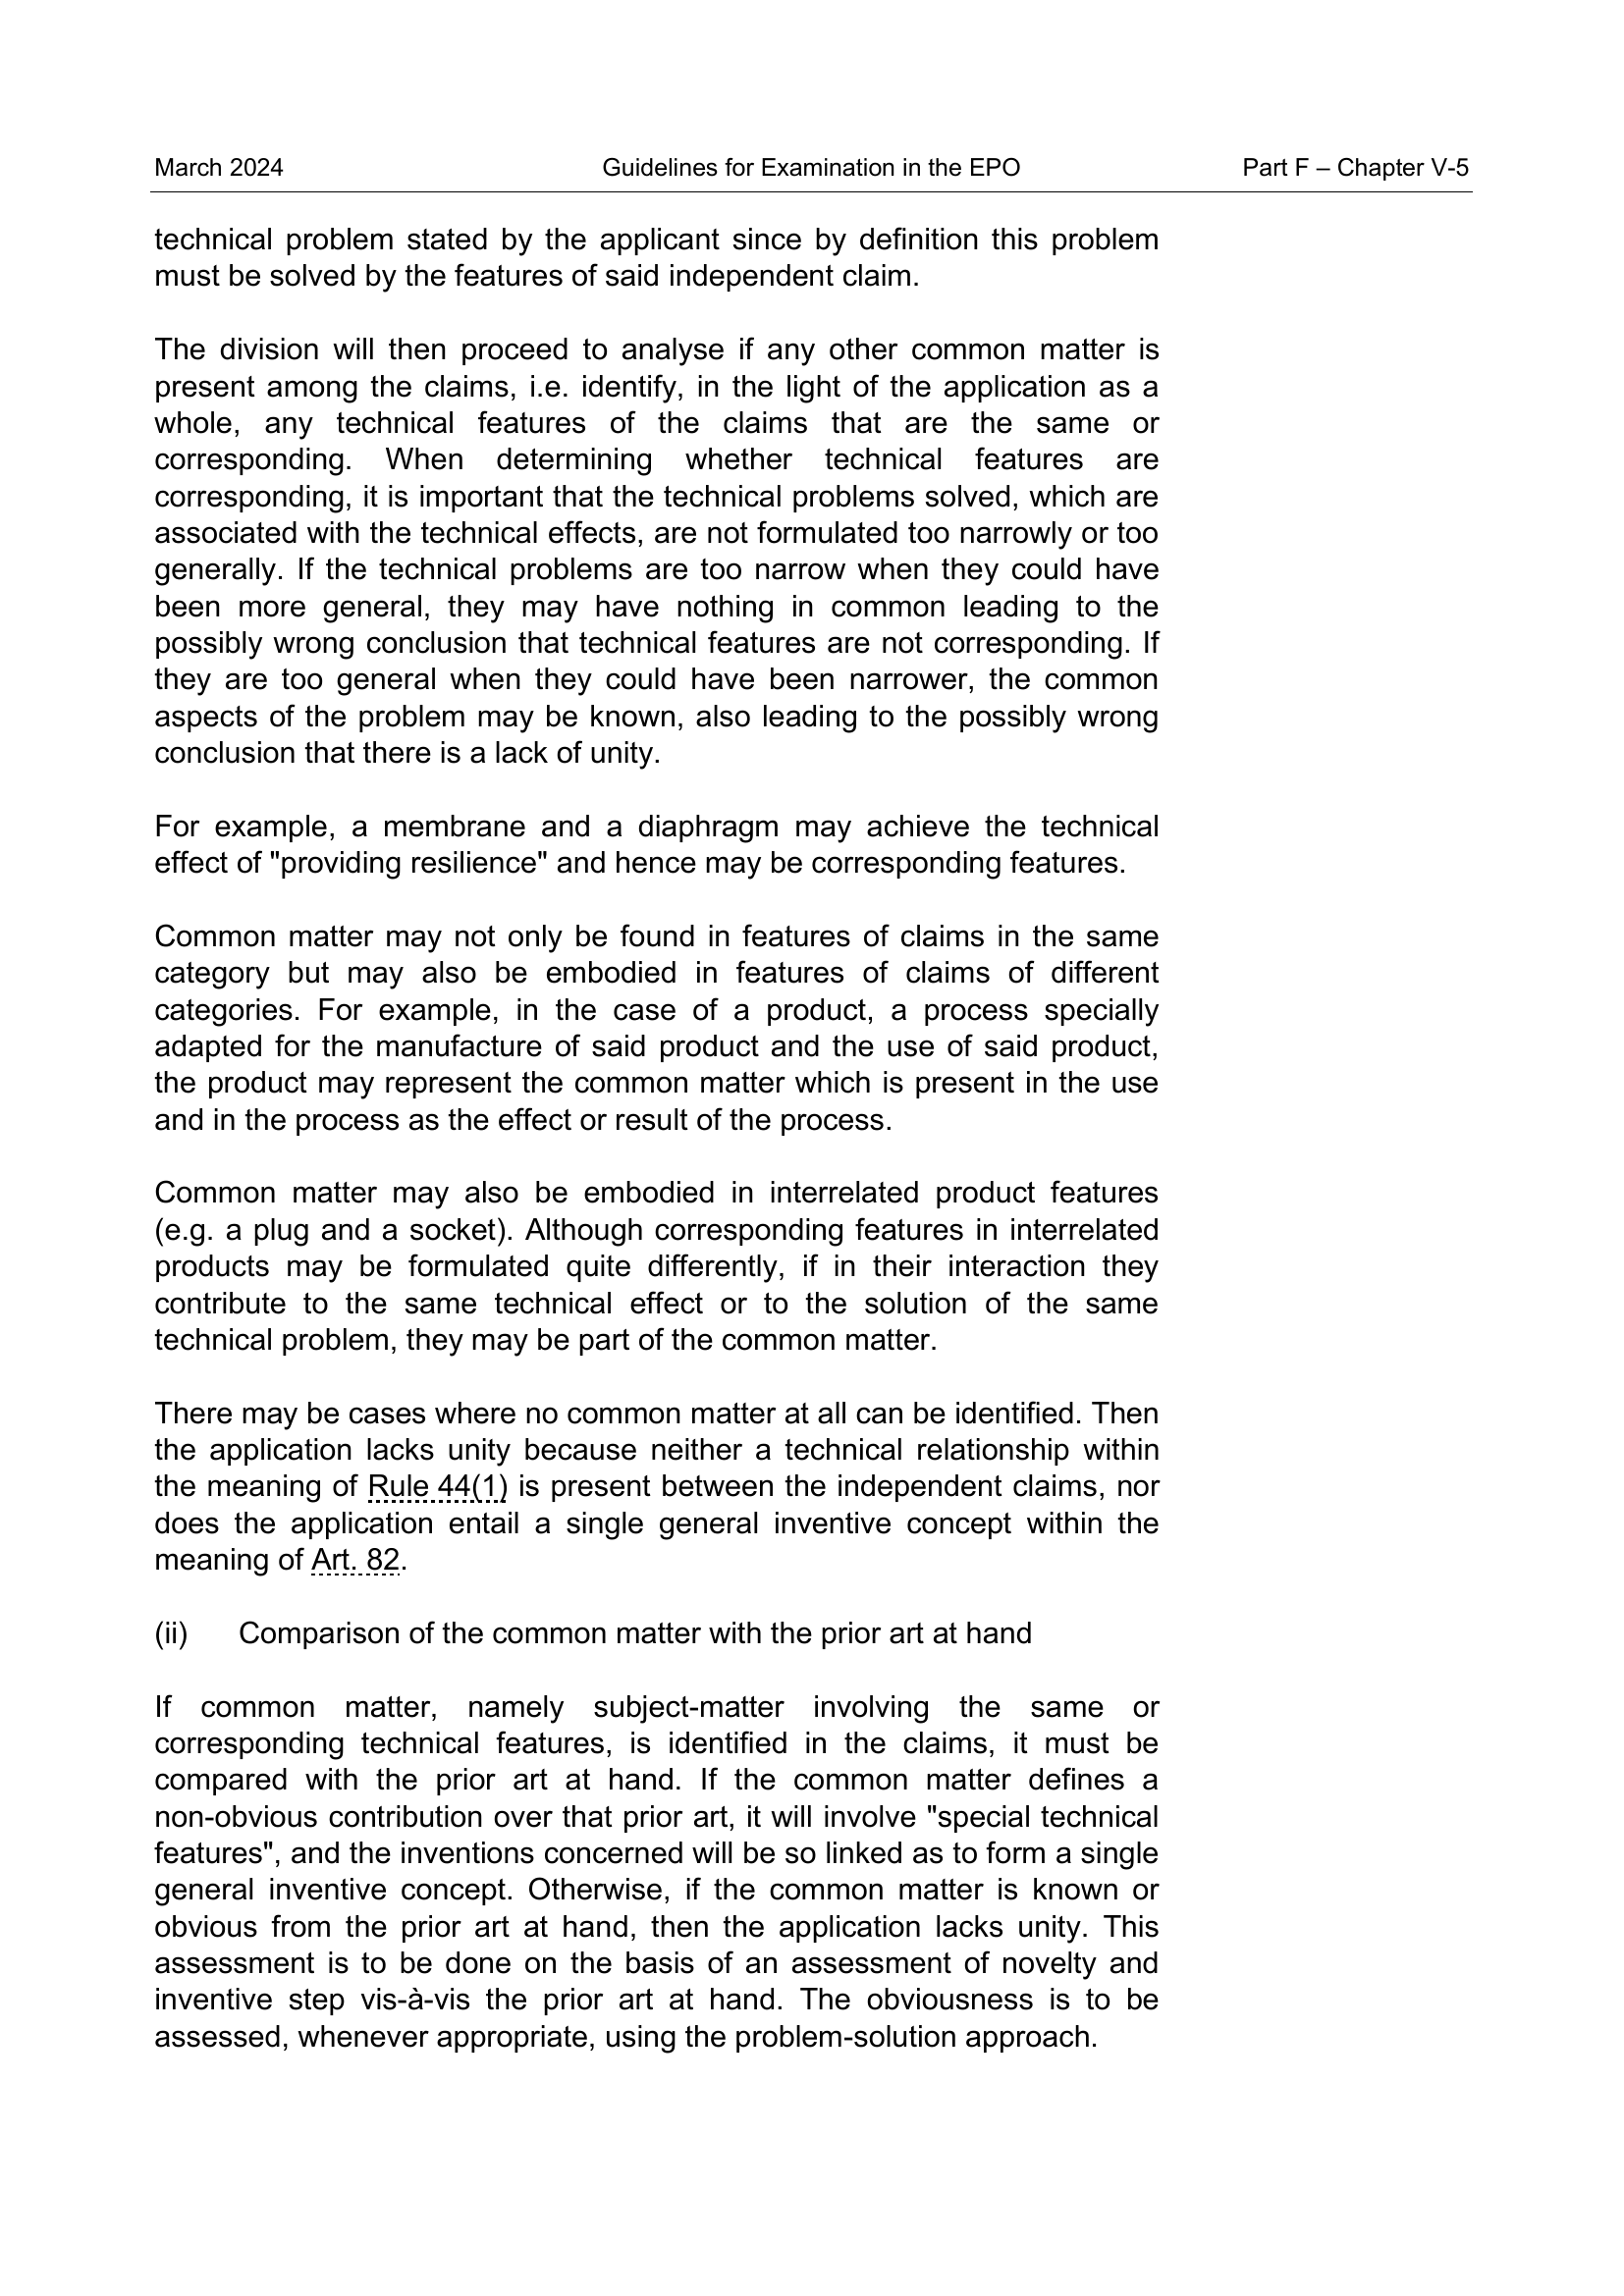 March 2024 Guidelines for Examination in the EPO Part F – Chapter V-5
technical problem stated by the applicant since by definition this problem
must be solved by the features of said independent claim.
The division will then proceed to analyse if any other common matter is
present among the claims, i.e. identify, in the light of the application as a
whole, any technical features of the claims that are the same or
corresponding. When determining whether technical features are
corresponding, it is important that the technical problems solved, which are
associated with the technical effects, are not formulated too narrowly or too
generally. If the technical problems are too narrow when they could have
been more general, they may have nothing in common leading to the
possibly wrong conclusion that technical features are not corresponding. If
they are too general when they could have been narrower, the common
aspects of the problem may be known, also leading to the possibly wrong
conclusion that there is a lack of unity.
For example, a membrane and a diaphragm may achieve the technical
effect of "providing resilience" and hence may be corresponding features.
Common matter may not only be found in features of claims in the same
category but may also be embodied in features of claims of different
categories. For example, in the case of a product, a process specially
adapted for the manufacture of said product and the use of said product,
the product may represent the common matter which is present in the use
and in the process as the effect or result of the process.
Common matter may also be embodied in interrelated product features
(e.g. a plug and a socket). Although corresponding features in interrelated
products may be formulated quite differently, if in their interaction they
contribute to the same technical effect or to the solution of the same
technical problem, they may be part of the common matter.
There may be cases where no common matter at all can be identified. Then
the application lacks unity because neither a technical relationship within
the meaning of Rule 44(1) is present between the independent claims, nor
does the application entail a single general inventive concept within the
meaning of Art. 82.
(ii) Comparison of the common matter with the prior art at hand
If common matter, namely subject-matter involving the same or
corresponding technical features, is identified in the claims, it must be
compared with the prior art at hand. If the common matter defines a
non-obvious contribution over that prior art, it will involve "special technical
features", and the inventions concerned will be so linked as to form a single
general inventive concept. Otherwise, if the common matter is known or
obvious from the prior art at hand, then the application lacks unity. This
assessment is to be done on the basis of an assessment of novelty and
inventive step vis-à-vis the prior art at hand. The obviousness is to be
assessed, whenever appropriate, using the problem-solution approach.